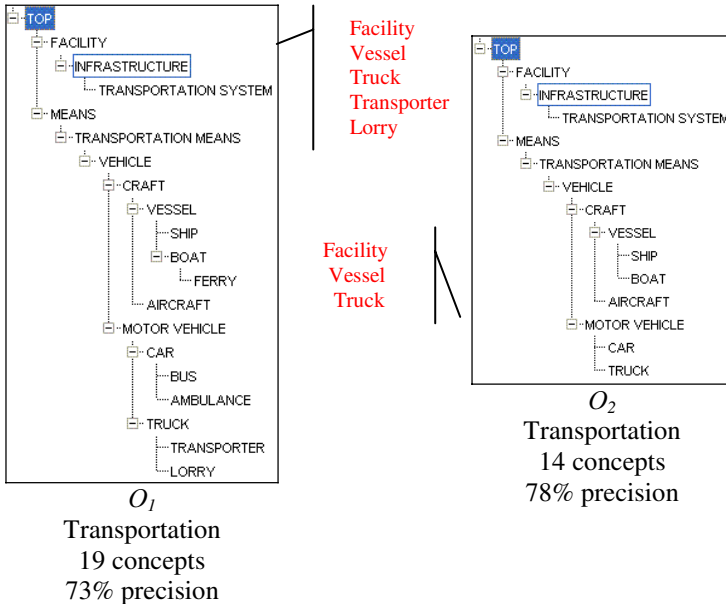 TOP
FACILITY
INFRASTRUCTURE
TRANSPORTATION SYSTEM
MEANS
TRANSPORTATION MEANS
VEHICLE
CRAFT
VESSEL
SHIP
BOAT
FERRY
AIRCRAFT
MOTOR VEHICLE
CAR
BUS
AMBULANCE
TRUCK
TRANSPORTER
LORRY
O1
Transportation
19 concepts
73% precision
Facility
Vessel
Truck
Transporter
Lorry
Facility
Vessel
Truck
TOP
FACILITY
INFRASTRUCTURE
TRANSPORTATION SYSTEM
MEANS
TRANSPORTATION MEANS
VEHICLE
CRAFT
VESSEL
SHIP
BOAT
AIRCRAFT
MOTOR VEHICLE
CAR
TRUCK
O2
Transportation
14 concepts
78% precision